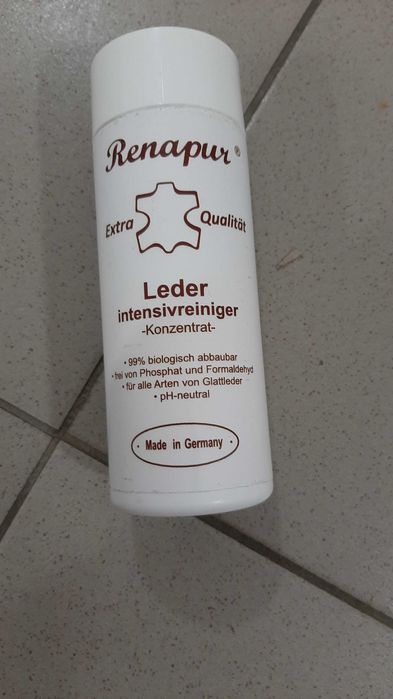 Renapur®
Extra Qualität
Leder
intensivreiniger
-Konzentrat-
• 99% biologisch abbaubar
• frei von Phosphat und Formaldehyd
• für alle Arten von Glattleder
• pH-neutral
· Made in Germany ·